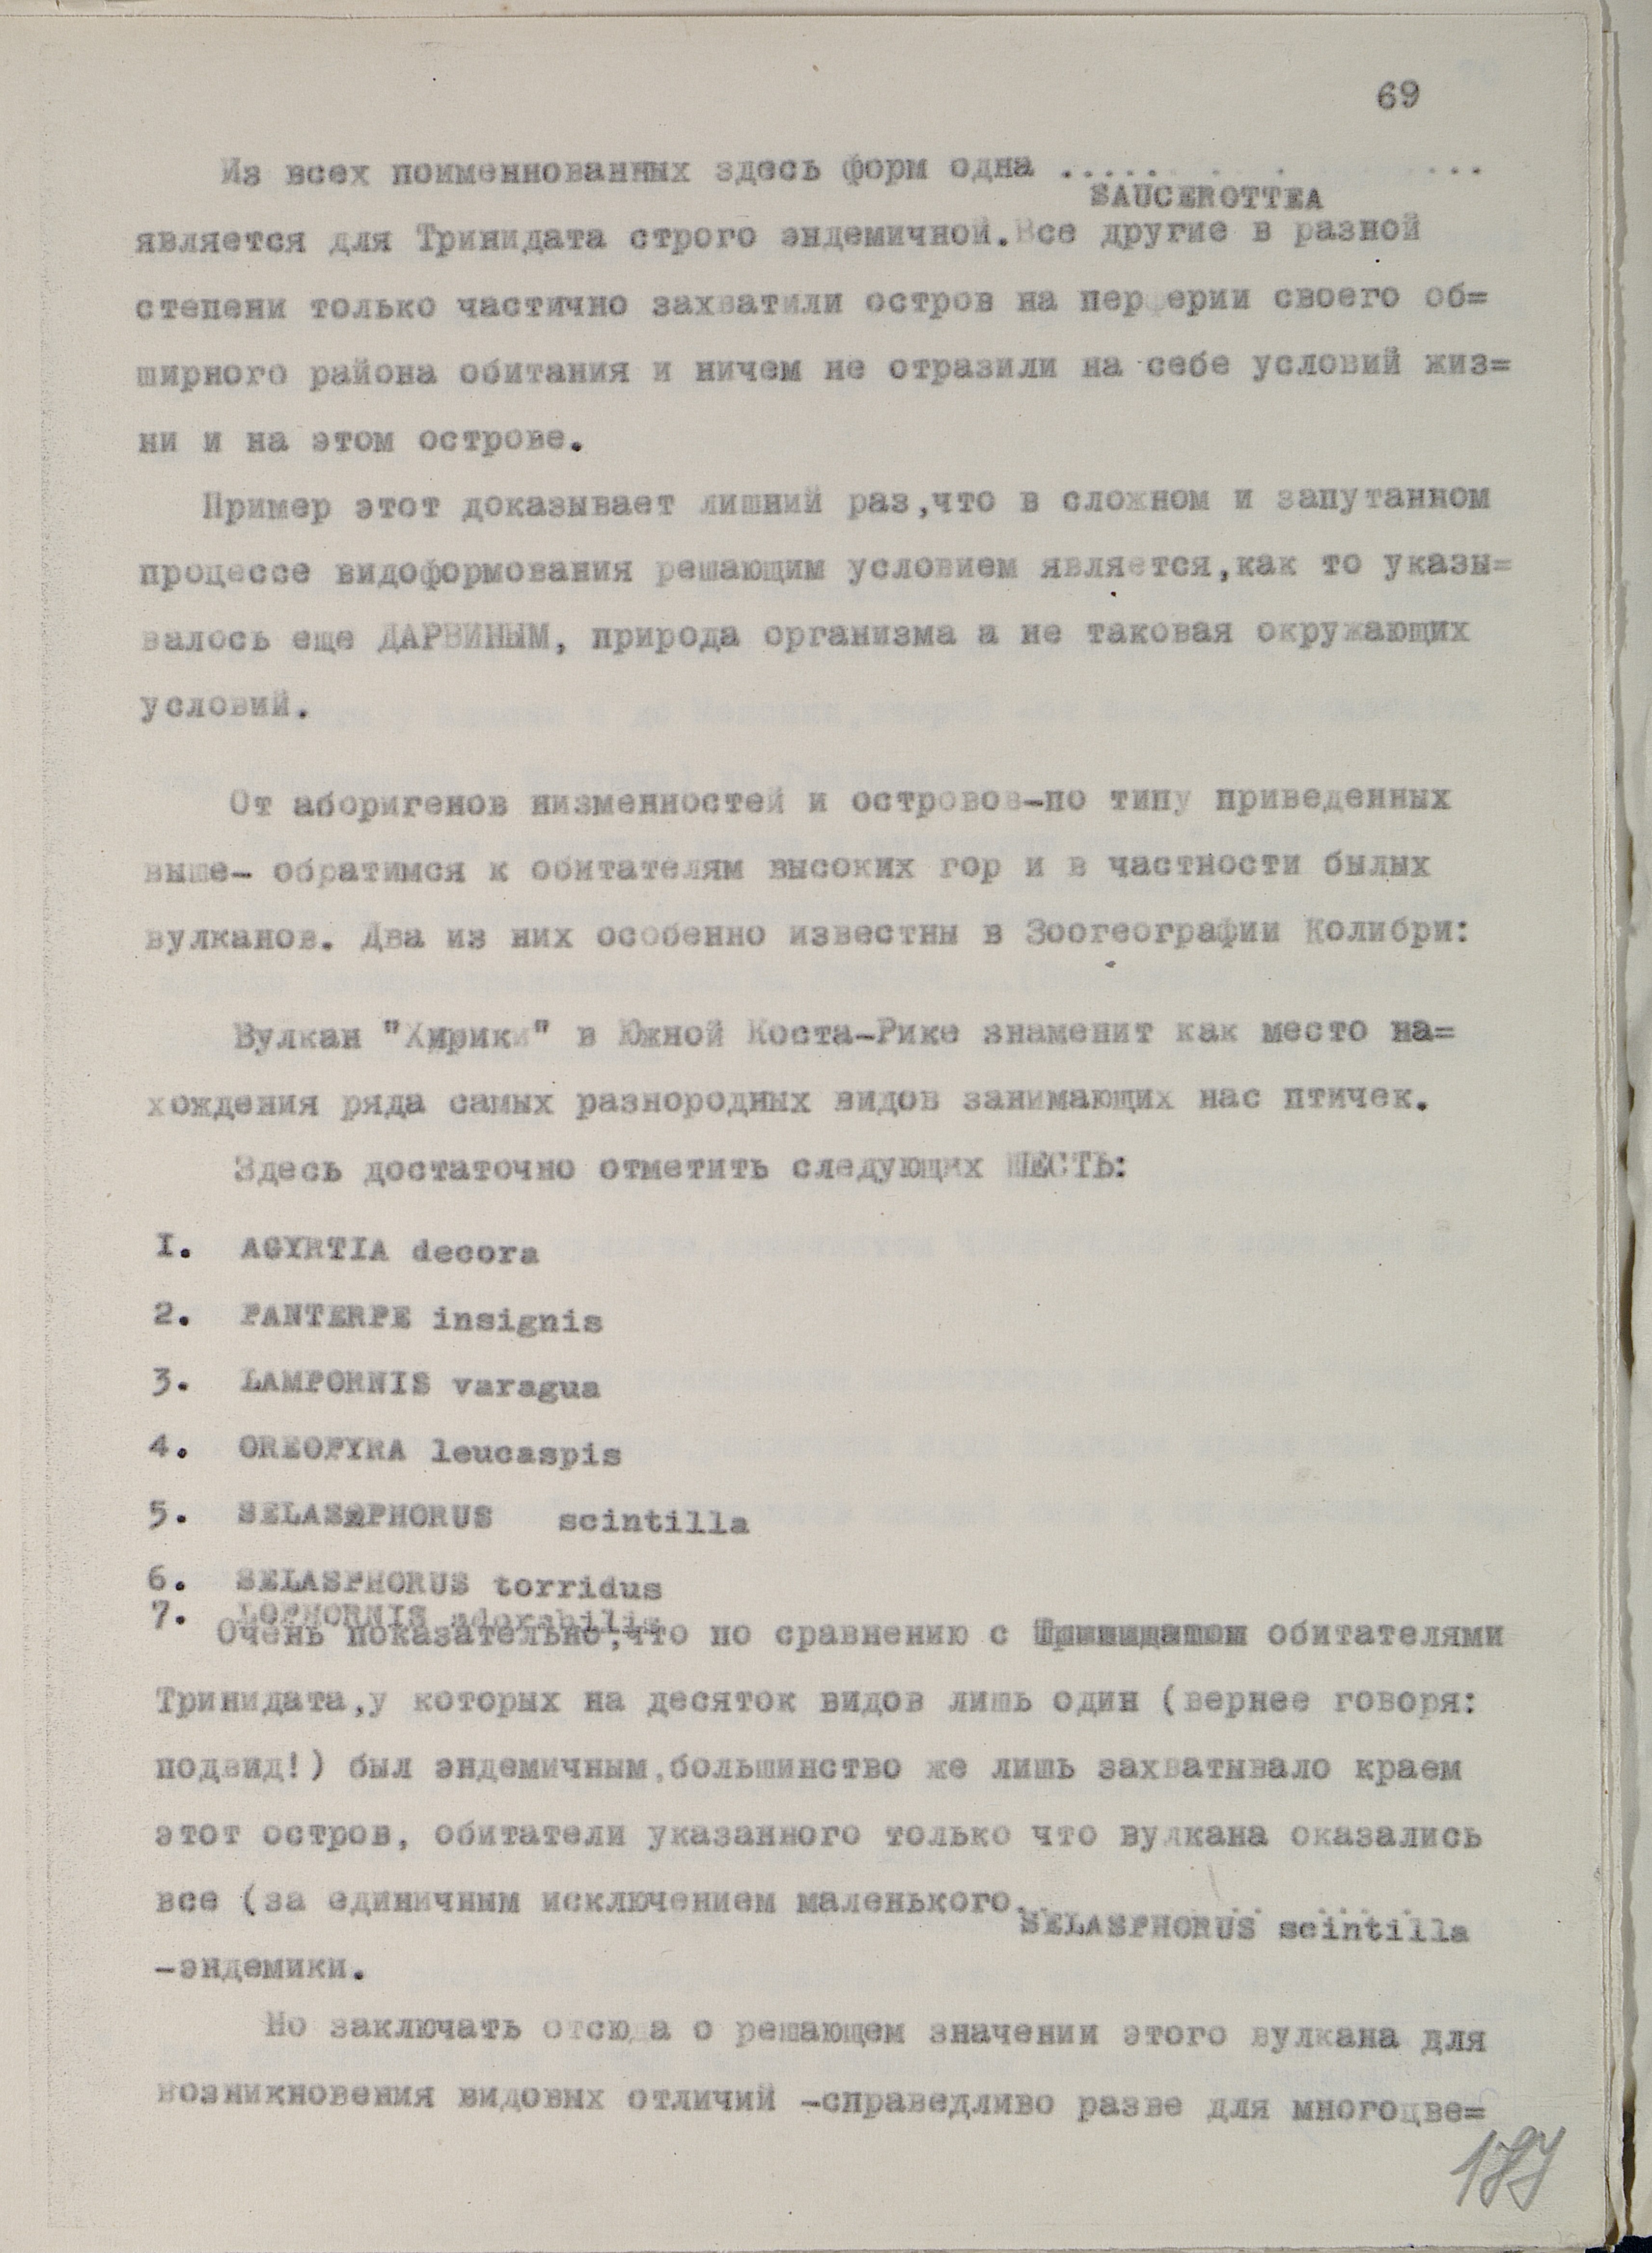 69
Из всех поименнованных здесь форм одна .....  .  .  .  ...
SAUCEROTTEA
является для Тринидата строго эндемичной.Все другие в разной
степени только частично захватили остров на перферии своего об=
ширного района обитания и ничем не отразили на себе условий жиз=
ни и на этом острове.
Пример этот доказывает лишний раз,что в сложном и запутанном
процессе видоформования решающим условием является,как то указы=
валось еще ДАРВИНЫМ, природа организма а не таковая окружающих
условий.
От аборигенов низменностей и островов-по типу приведенных
выше- обратимся к обитателям высоких гор и в частности былых
вулканов. Два из них особенно известны в Зоогеографии Колибри:
Вулкан "Хирики" в Южной Коста-Рике знаменит как место на=
хождения ряда самых разнородных видов занимающих нас птичек.
Здесь достаточно отметить следующих ШЕСТЬ:
I. AGYRTIA decora
2. PANTERPE insignis
3. LAMPORNIS varagua
4. OREOPYRA leucaspis
5. SELASPHORUS scintilla
6. SELASPHORUS torridus
7. LOPHORNIS adorabilis
Очень показательно,что по сравнению с обитателями
Тринидата,у которых на десяток видов лишь один (вернее говоря:
подвид!) был эндемичным,большинство же лишь захватывало краем
этот остров, обитатели указанного только что вулкана оказались
все (за единичным исключением маленького.
SELASPHORUS scintilla
-эндемики.
Но заключать отсюда о решающем значении этого вулкана для
возникновения видовых отличий -справедливо разве для многоцве=